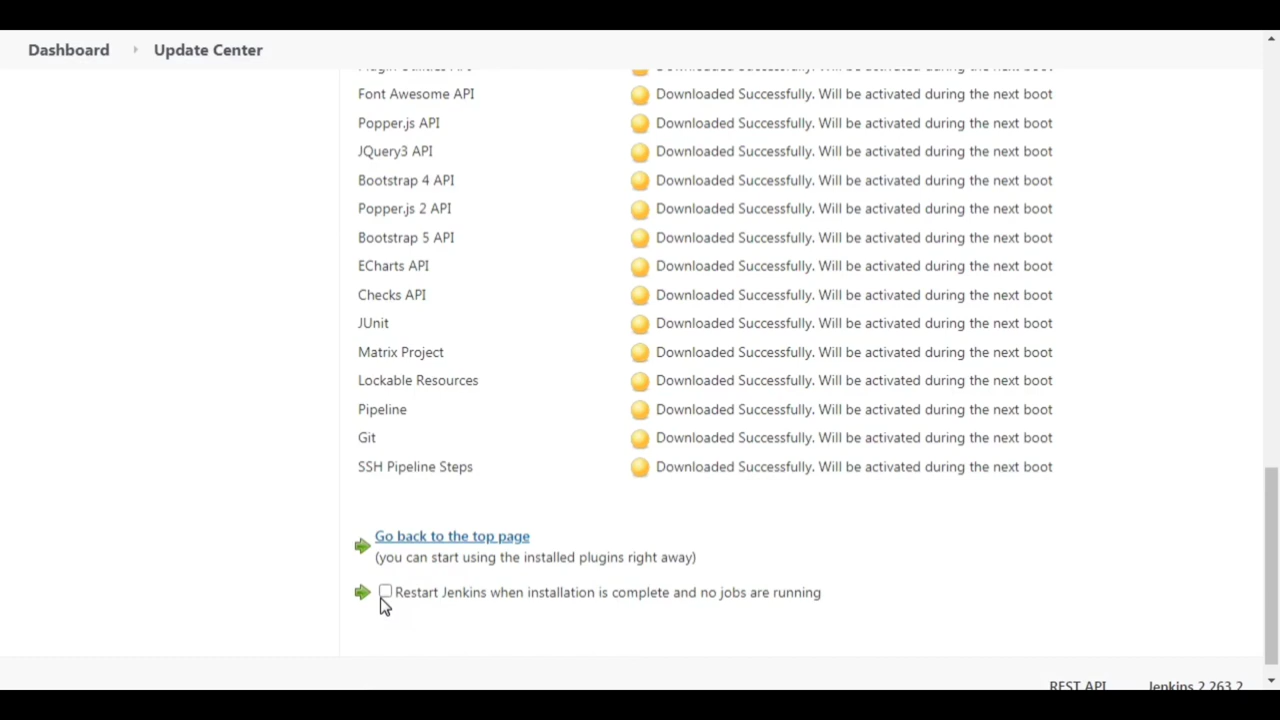 Dashboard Update Center
Font Awesome API Downloaded Successfully. Will be activated during the next boot
Popper.js API Downloaded Successfully. Will be activated during the next boot
JQuery3 API Downloaded Successfully. Will be activated during the next boot
Bootstrap 4 API Downloaded Successfully. Will be activated during the next boot
Popper.js 2 API Downloaded Successfully. Will be activated during the next boot
Bootstrap 5 API Downloaded Successfully. Will be activated during the next boot
ECharts API Downloaded Successfully. Will be activated during the next boot
Checks API Downloaded Successfully. Will be activated during the next boot
JUnit Downloaded Successfully. Will be activated during the next boot
Matrix Project Downloaded Successfully. Will be activated during the next boot
Lockable Resources Downloaded Successfully. Will be activated during the next boot
Pipeline Downloaded Successfully. Will be activated during the next boot
Git Downloaded Successfully. Will be activated during the next boot
SSH Pipeline Steps Downloaded Successfully. Will be activated during the next boot
Go back to the top page
(you can start using the installed plugins right away)
Restart Jenkins when installation is complete and no jobs are running
REST API Jenkins 2.263.2